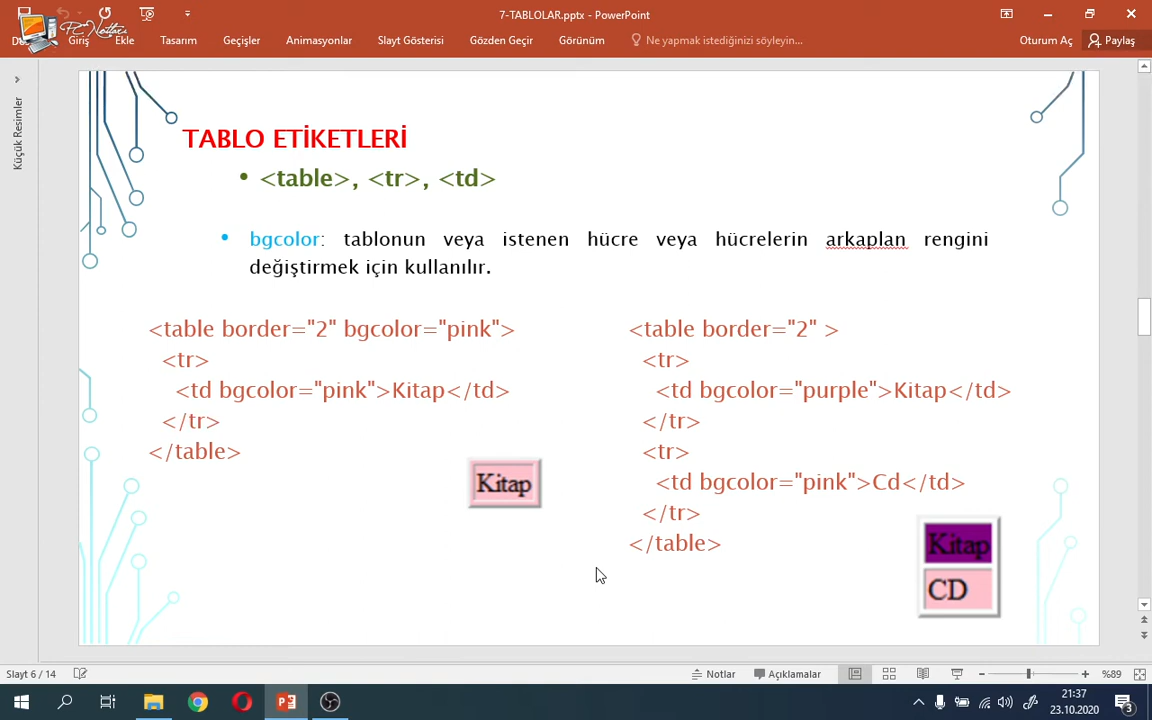 7-TABLOLAR.pptx - PowerPoint
PC Notları
Giriş Ekle Tasarım Geçişler Animasyonlar Slayt Gösterisi Gözden Geçir Görünüm Ne yapmak istediğinizi söyleyin... Oturum Aç Paylaş
Küçük Resimler
TABLO ETİKETLERİ
• <table>, <tr>, <td>
• bgcolor: tablonun veya istenen hücre veya hücrelerin arkaplan rengini
değiştirmek için kullanılır.
<table border="2" bgcolor="pink">
<tr>
<td bgcolor="pink">Kitap</td>
</tr>
</table>
Kitap
<table border="2" >
<tr>
<td bgcolor="purple">Kitap</td>
</tr>
<tr>
<td bgcolor="pink">Cd</td>
</tr>
</table>
Kitap
CD
Slayt 6 / 14 Notlar Açıklamalar %89
21:37
23.10.2020
3